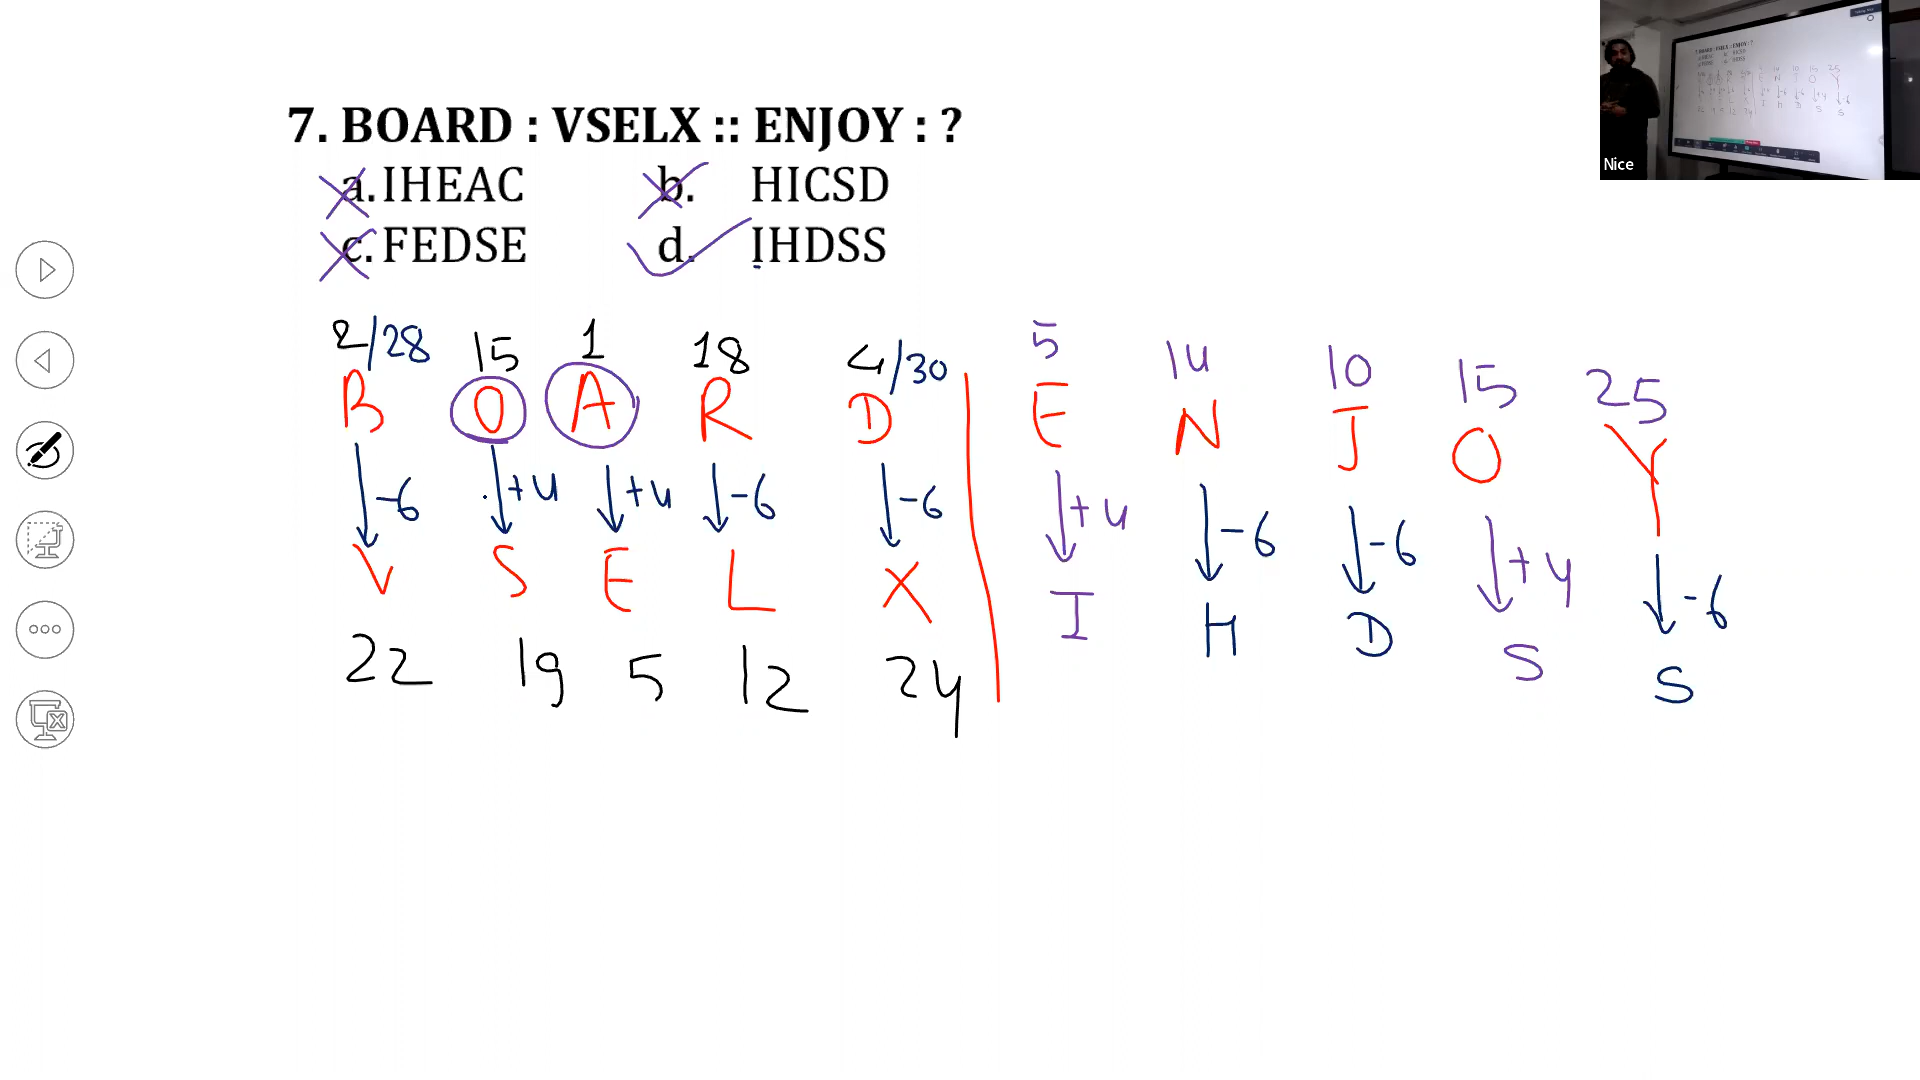 7. BOARD : VSELX :: ENJOY : ?
a. IHEAC b. HICSD
c. FEDSE d. IHDSS
2/28 15 1 18 4/30 5 14 10 15 25
B O A R D E N J O Y
-6 +4 +4 -6 -6 +4 -6 -6 +4 -6
V S E L X I H D S S
22 19 5 12 24
Nice